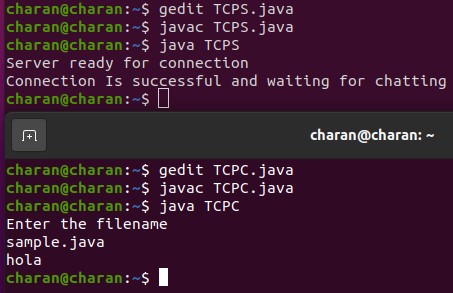 charan@charan:~$ gedit TCPS.java
charan@charan:~$ javac TCPS.java
charan@charan:~$ java TCPS
Server ready for connection
Connection Is successful and waiting for chatting
charan@charan:~$
charan@charan: ~
charan@charan:~$ gedit TCPC.java
charan@charan:~$ javac TCPC.java
charan@charan:~$ java TCPC
Enter the filename
sample.java
hola
charan@charan:~$